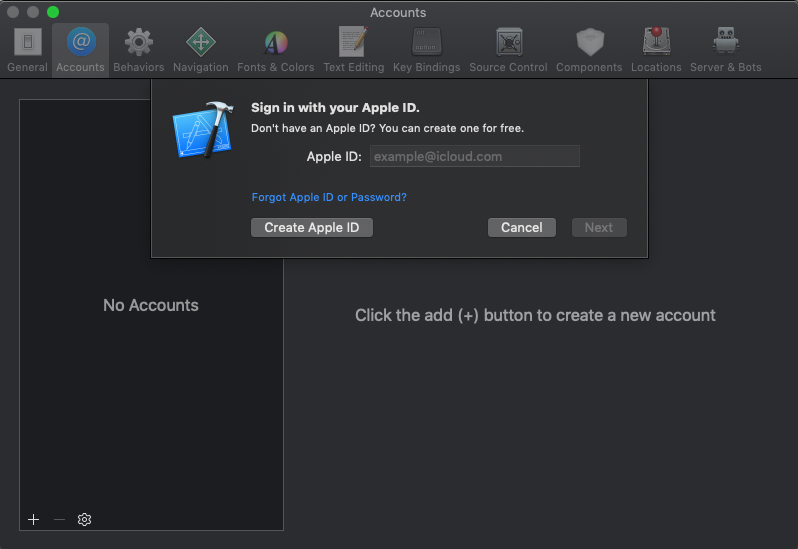 Accounts
General Accounts Behaviors Navigation Fonts & Colors Text Editing Key Bindings Source Control Components Locations Server & Bots
Sign in with your Apple ID.
Don't have an Apple ID? You can create one for free.
Apple ID: example@icloud.com
Forgot Apple ID or Password?
Create Apple ID Cancel Next
No Accounts
Click the add (+) button to create a new account